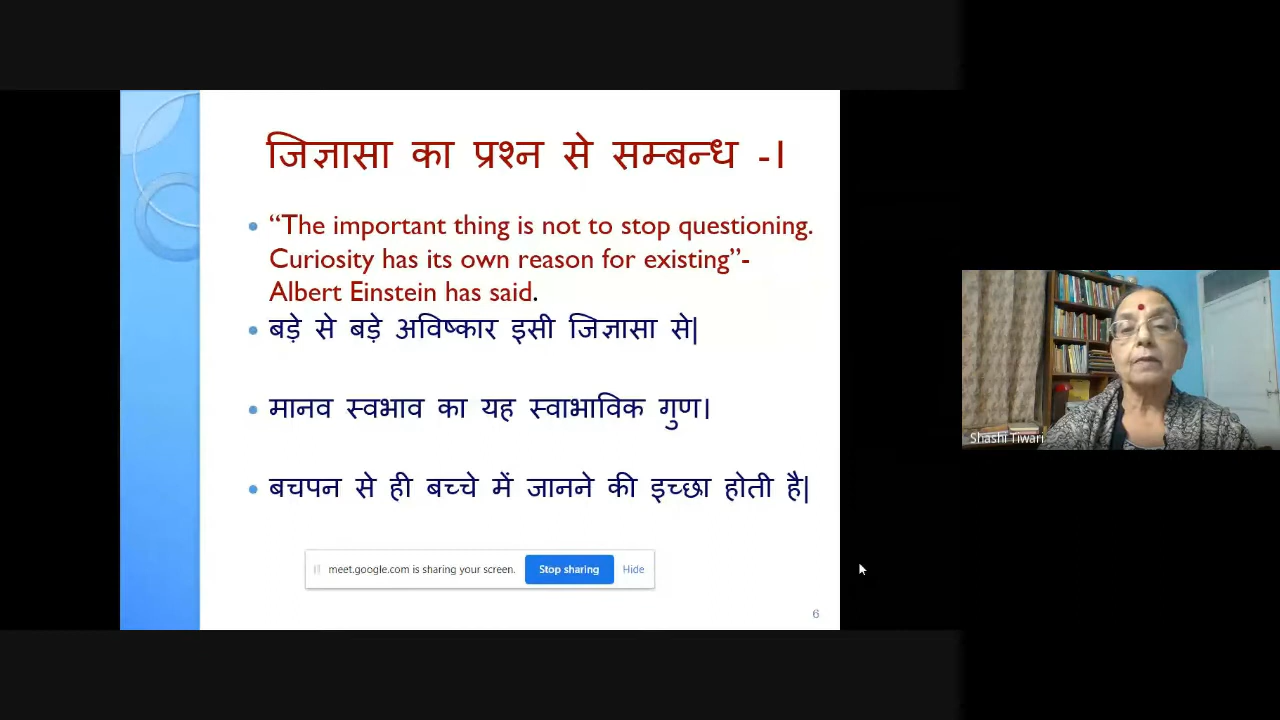 जिज्ञासा का प्रश्न से सम्बन्ध -I
• “The important thing is not to stop questioning.
Curiosity has its own reason for existing”-
Albert Einstein has said.
• बड़े से बड़े अविष्कार इसी जिज्ञासा से|
• मानव स्वभाव का यह स्वाभाविक गुण।
• बचपन से ही बच्चे में जानने की इच्छा होती है|
meet.google.com is sharing your screen. Stop sharing Hide
6
Shashi Tiwari